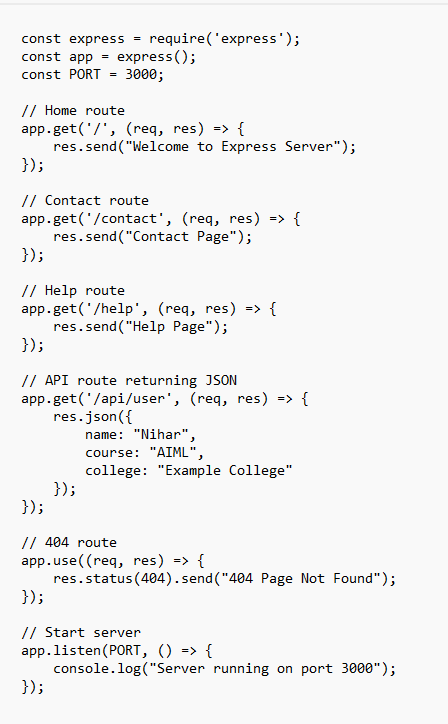 const express = require('express');
const app = express();
const PORT = 3000;

// Home route
app.get('/', (req, res) => {
    res.send("Welcome to Express Server");
});

// Contact route
app.get('/contact', (req, res) => {
    res.send("Contact Page");
});

// Help route
app.get('/help', (req, res) => {
    res.send("Help Page");
});

// API route returning JSON
app.get('/api/user', (req, res) => {
    res.json({
        name: "Nihar",
        course: "AIML",
        college: "Example College"
    });
});

// 404 route
app.use((req, res) => {
    res.status(404).send("404 Page Not Found");
});

// Start server
app.listen(PORT, () => {
    console.log("Server running on port 3000");
});